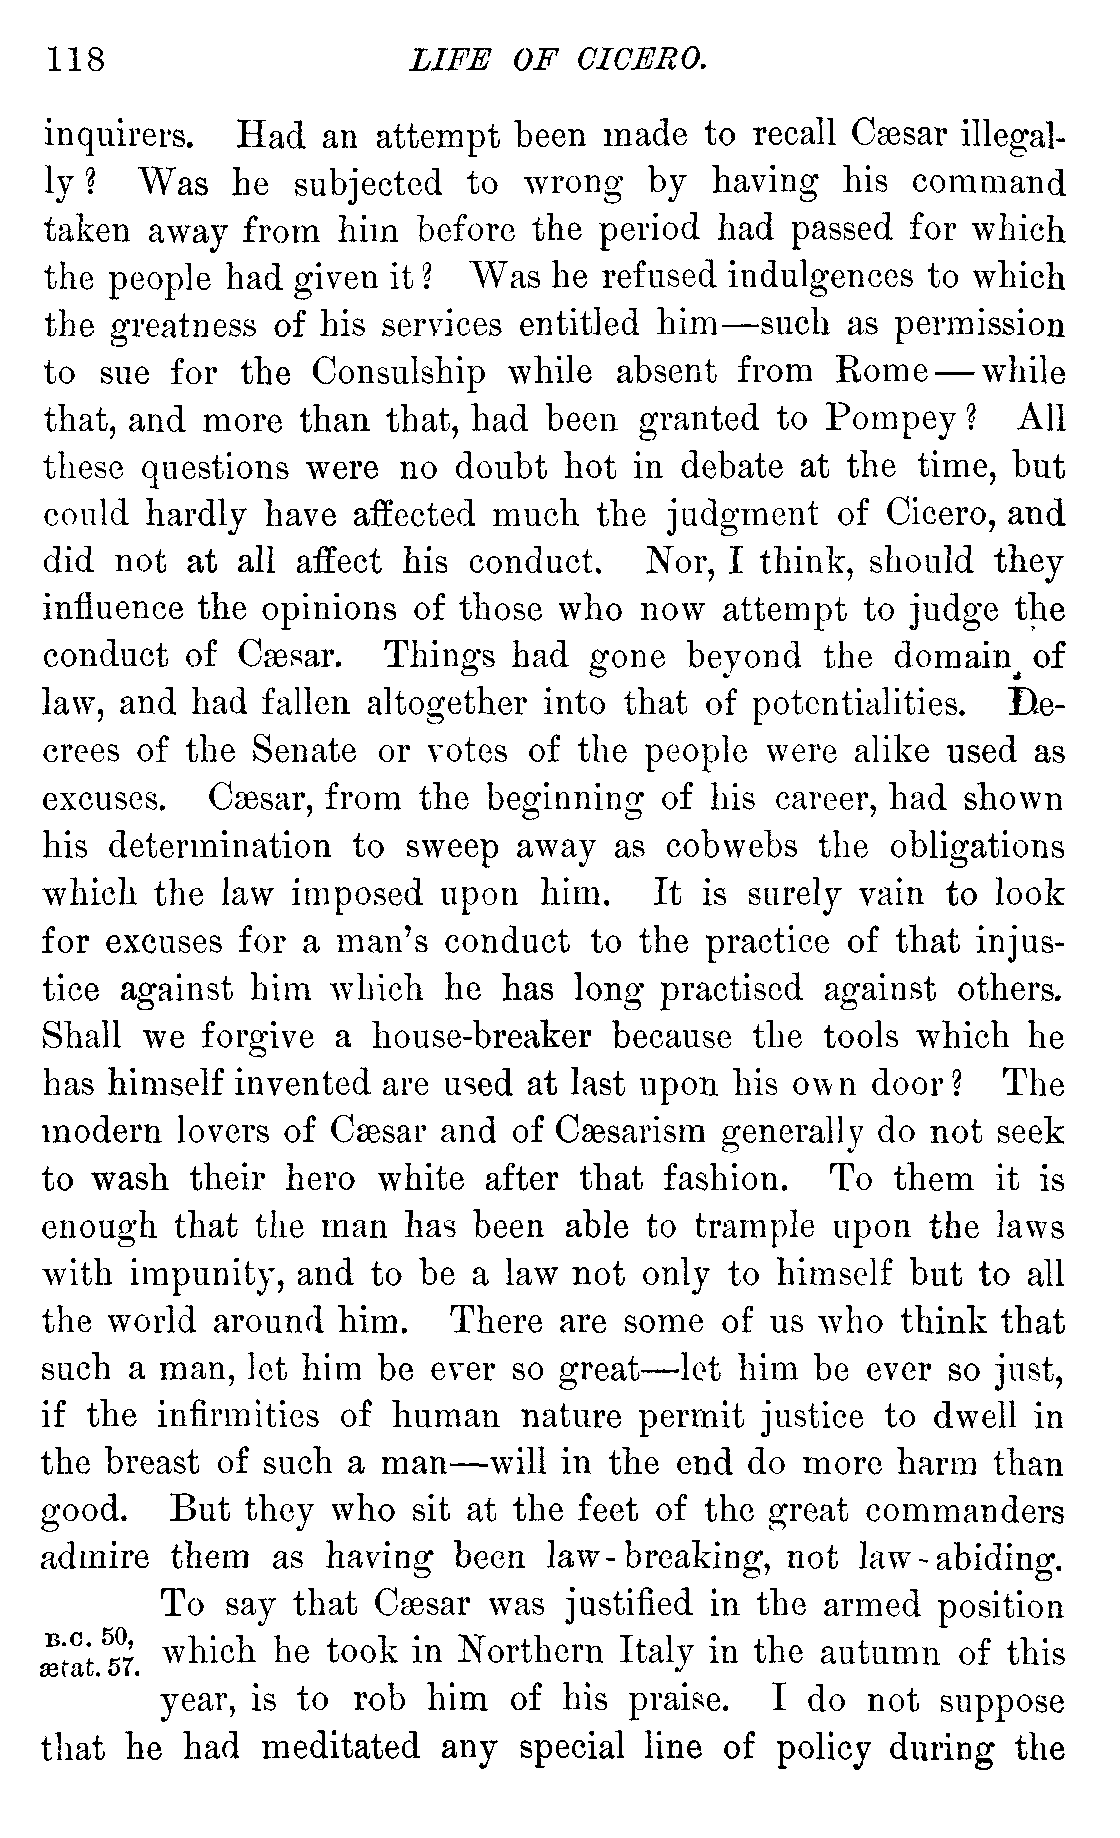 118 LIFE OF CICERO.
inquirers. Had an attempt been made to recall Cæsar illegal-
ly? Was he subjected to wrong by having his command
taken away from him before the period had passed for which
the people had given it? Was he refused indulgences to which
the greatness of his services entitled him—such as permission
to sue for the Consulship while absent from Rome—while
that, and more than that, had been granted to Pompey? All
these questions were no doubt hot in debate at the time, but
could hardly have affected much the judgment of Cicero, and
did not at all affect his conduct. Nor, I think, should they
influence the opinions of those who now attempt to judge the
conduct of Cæsar. Things had gone beyond the domain of
law, and had fallen altogether into that of potentialities. De-
crees of the Senate or votes of the people were alike used as
excuses. Cæsar, from the beginning of his career, had shown
his determination to sweep away as cobwebs the obligations
which the law imposed upon him. It is surely vain to look
for excuses for a man's conduct to the practice of that injus-
tice against him which he has long practised against others.
Shall we forgive a house-breaker because the tools which he
has himself invented are used at last upon his own door? The
modern lovers of Cæsar and of Cæsarism generally do not seek
to wash their hero white after that fashion. To them it is
enough that the man has been able to trample upon the laws
with impunity, and to be a law not only to himself but to all
the world around him. There are some of us who think that
such a man, let him be ever so great—let him be ever so just,
if the infirmities of human nature permit justice to dwell in
the breast of such a man—will in the end do more harm than
good. But they who sit at the feet of the great commanders
admire them as having been law-breaking, not law-abiding.
To say that Cæsar was justified in the armed position
B.C. 50,
ætat. 57.
which he took in Northern Italy in the autumn of this
year, is to rob him of his praise. I do not suppose
that he had meditated any special line of policy during the